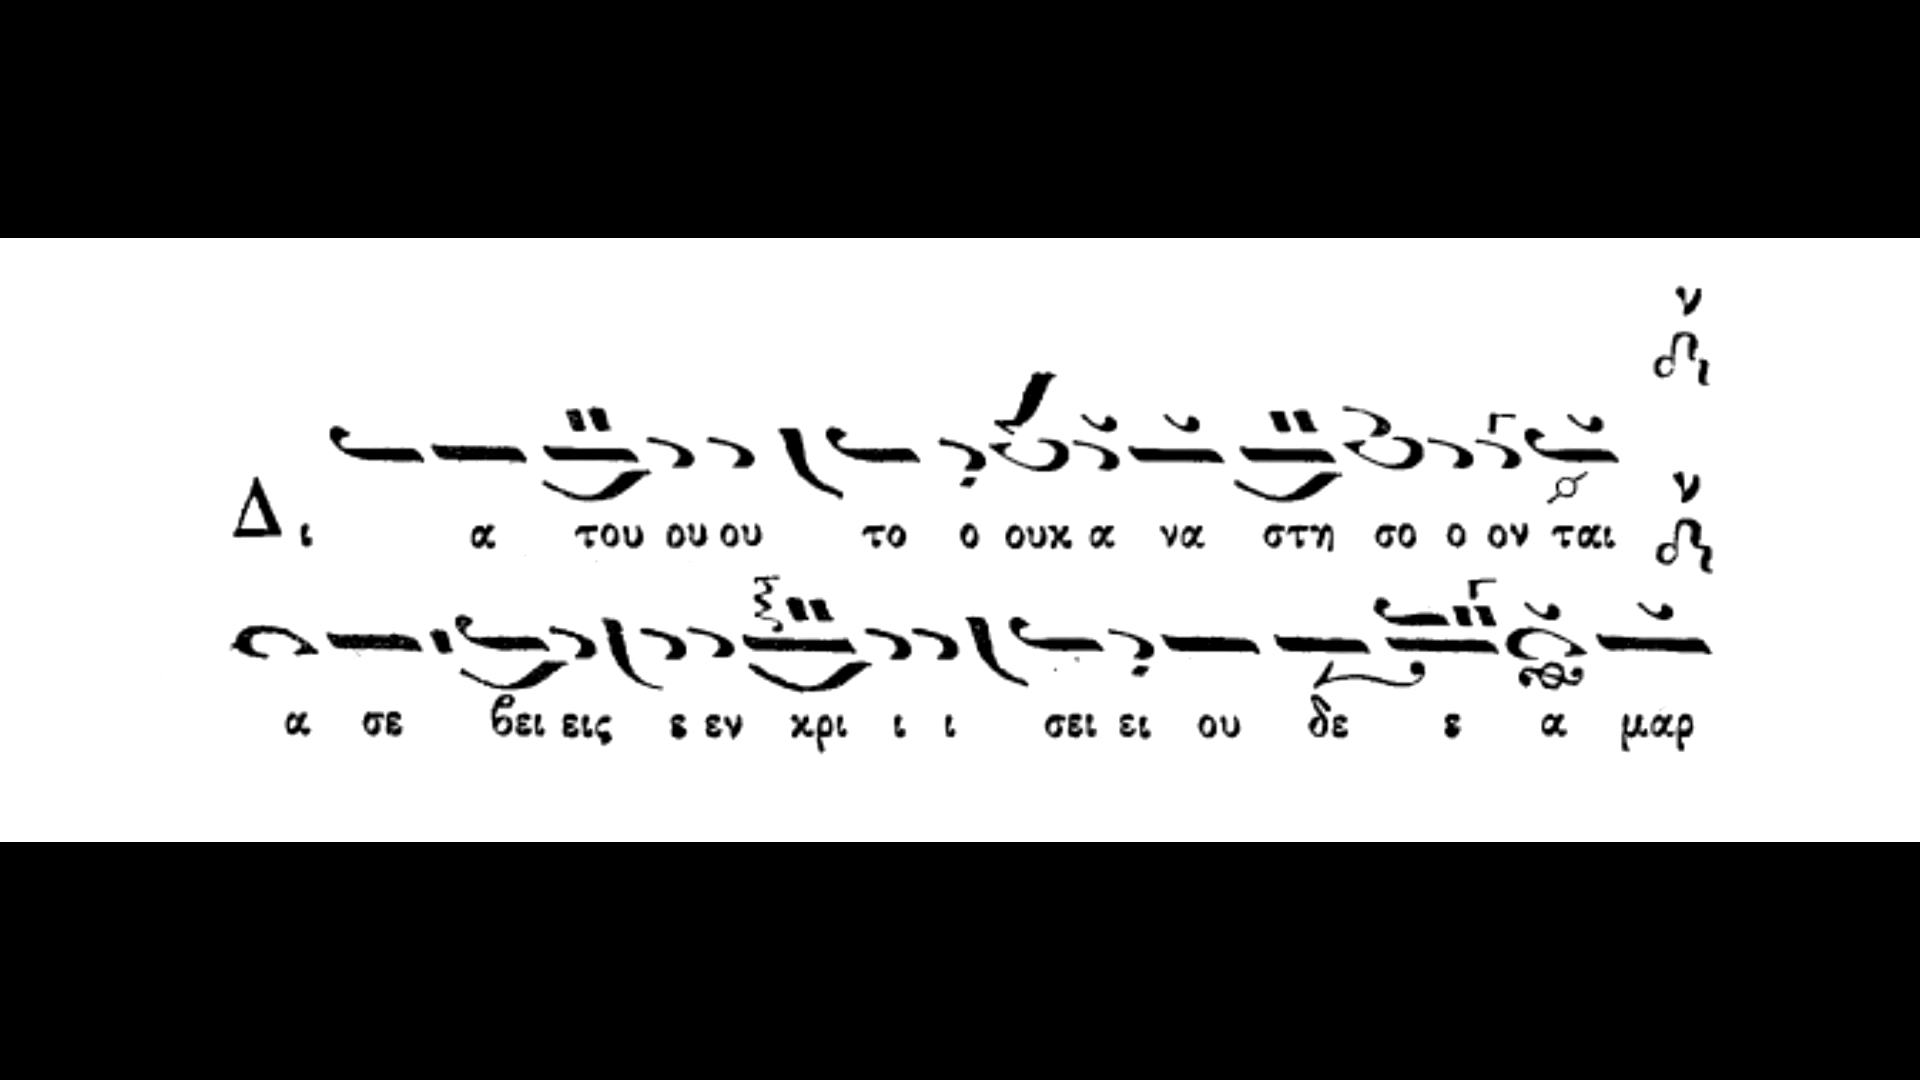 Δι α του ου ου το ο ουκ α να στη σο ο ον ται
α σε βει εις ε εν κρι ι ι σει ει ου δε ε α μαρ